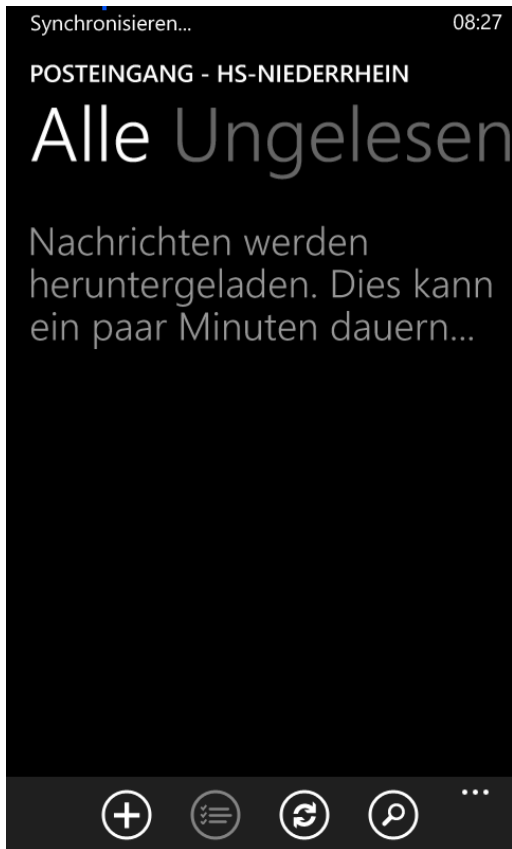 Synchronisieren... 08:27
POSTEINGANG - HS-NIEDERRHEIN
Alle Ungelesen
Nachrichten werden
heruntergeladen. Dies kann
ein paar Minuten dauern...